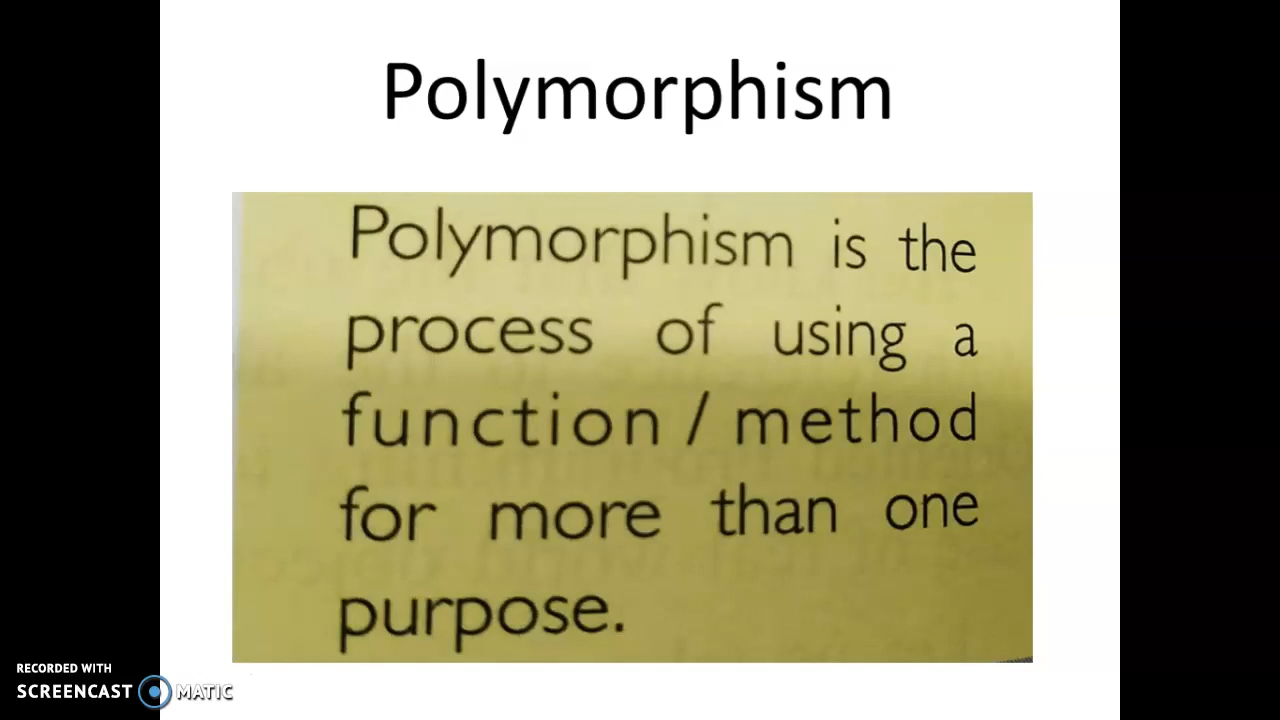 Polymorphism
Polymorphism is the
process of using a
function / method
for more than one
purpose.
RECORDED WITH
SCREENCAST MATIC